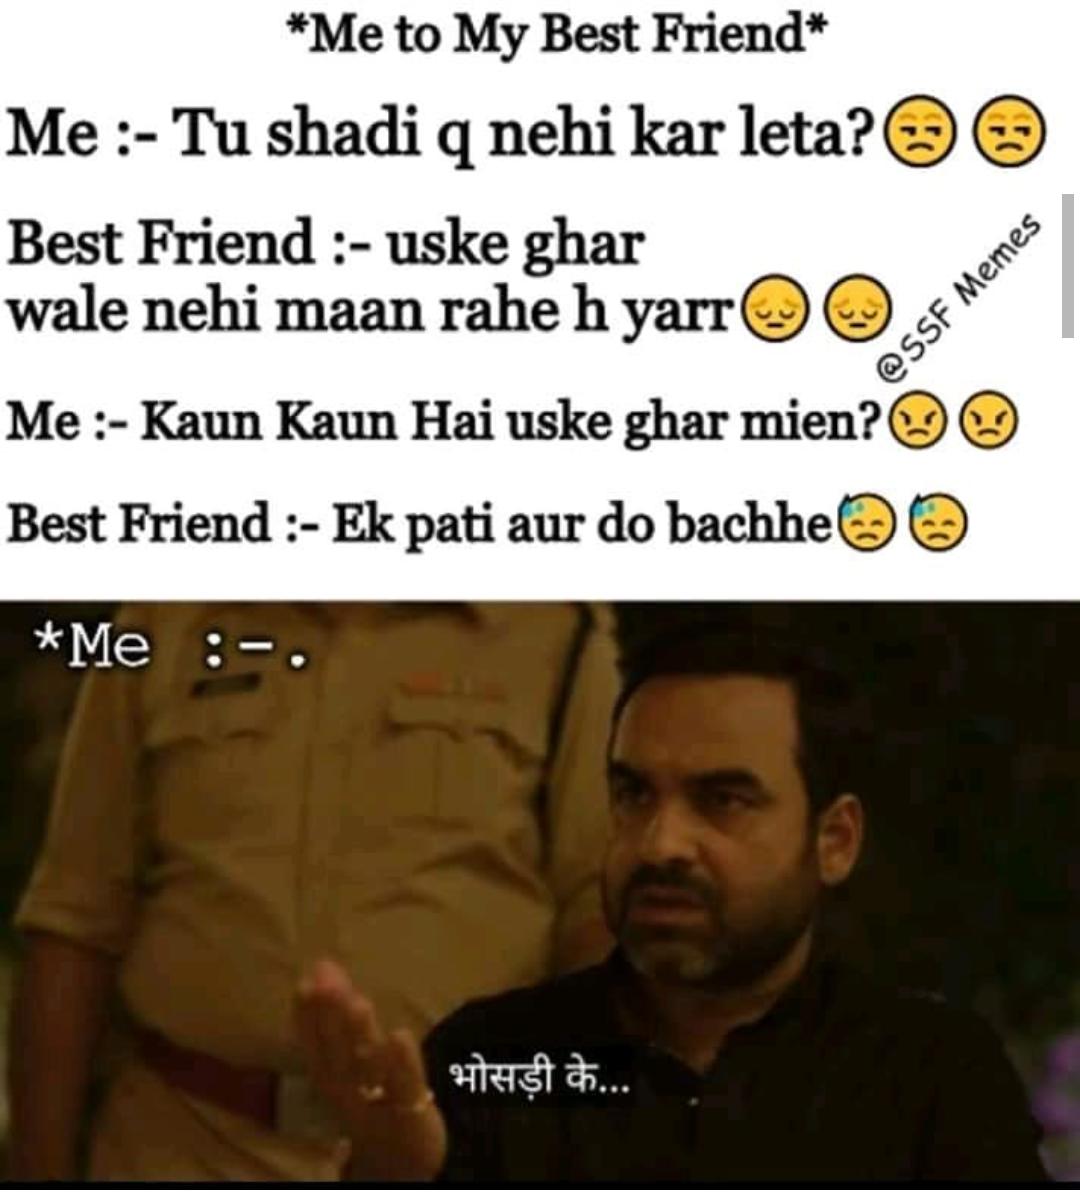 *Me to My Best Friend*
Me :- Tu shadi q nehi kar leta?😒😒
Best Friend :- uske ghar
wale nehi maan rahe h yarr😔😔
@SSF Memes
Me :- Kaun Kaun Hai uske ghar mien?😠😠
Best Friend :- Ek pati aur do bachhe😓😓
*Me :-.
भोसड़ी के...